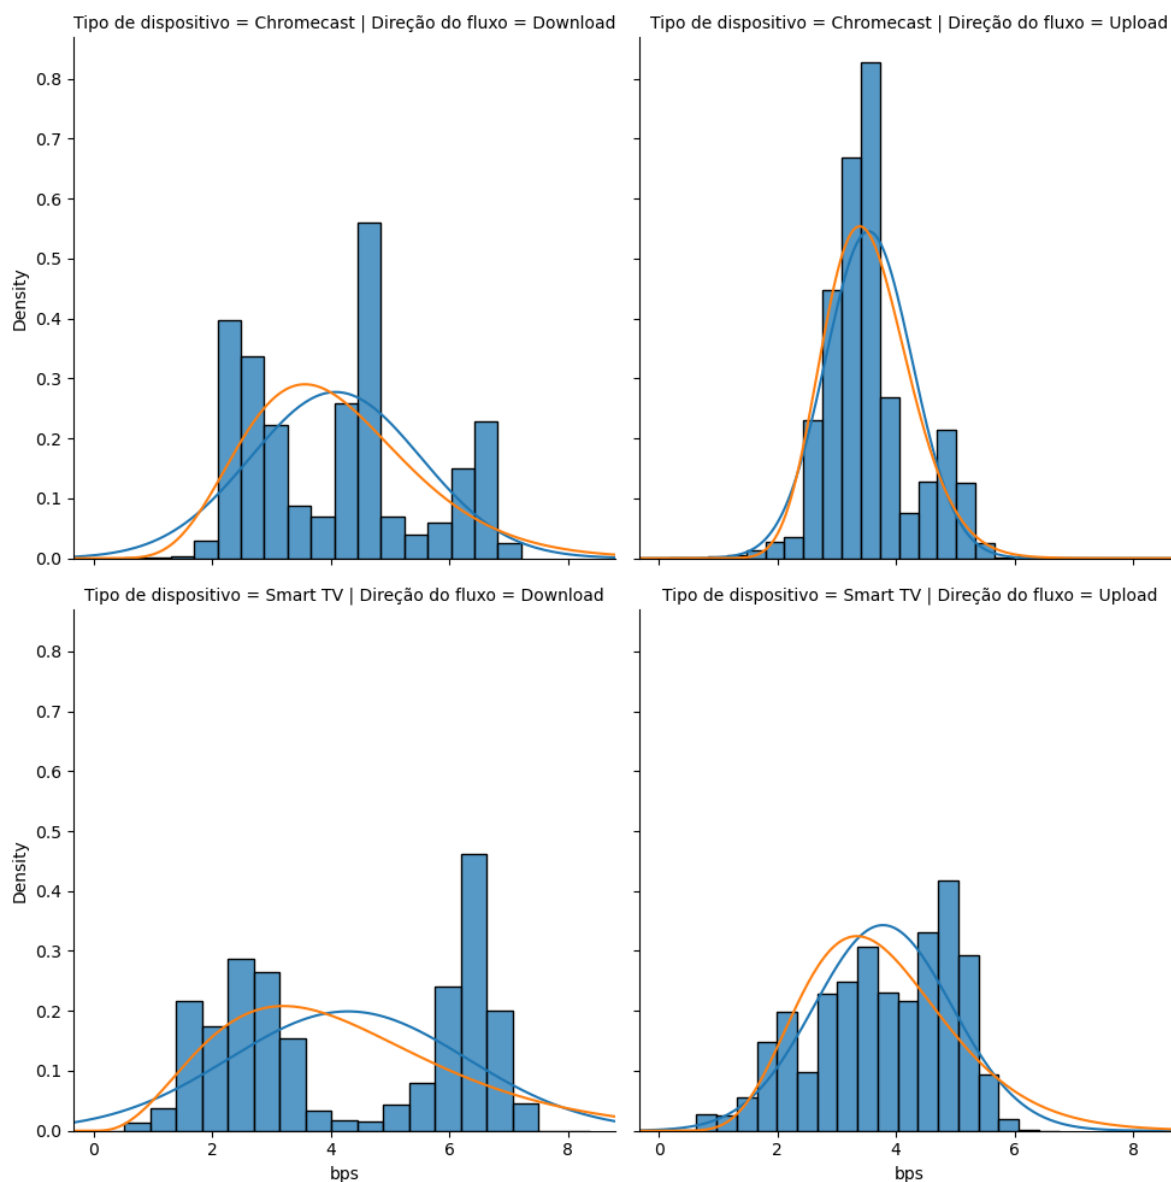 Tipo de dispositivo = Chromecast | Direção do fluxo = Download
Tipo de dispositivo = Chromecast | Direção do fluxo = Upload
0.8
0.7
0.6
0.5
0.4
0.3
0.2
0.1
0.0
Density
Tipo de dispositivo = Smart TV | Direção do fluxo = Download
Tipo de dispositivo = Smart TV | Direção do fluxo = Upload
0.8
0.7
0.6
0.5
0.4
0.3
0.2
0.1
0.0
Density
0 2 4 6 8
0 2 4 6 8
bps
bps